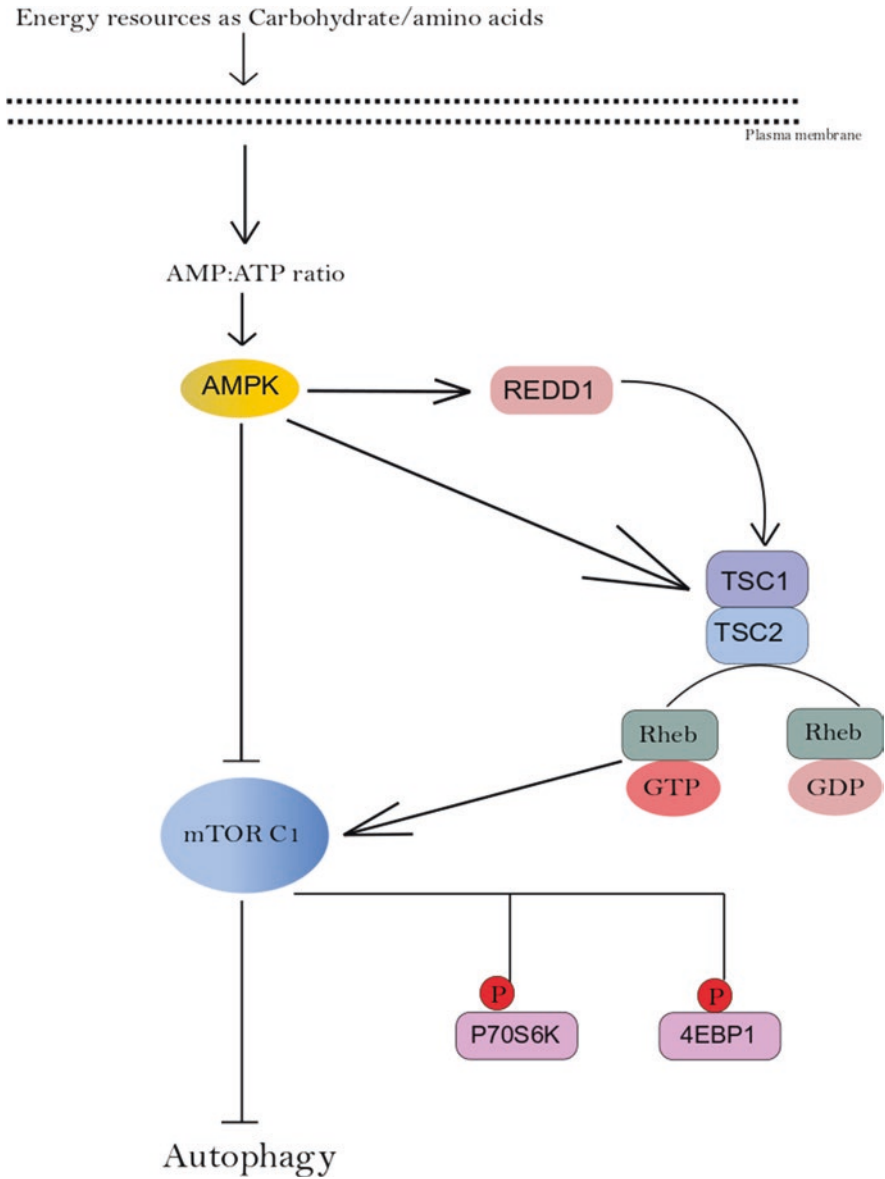 Energy resources as Carbohydrate/amino acids
Plasma membrane
AMP:ATP ratio
AMPK
REDD1
TSC1
TSC2
Rheb
Rheb
GTP
GDP
mTOR C1
P
P
P70S6K
4EBP1
Autophagy